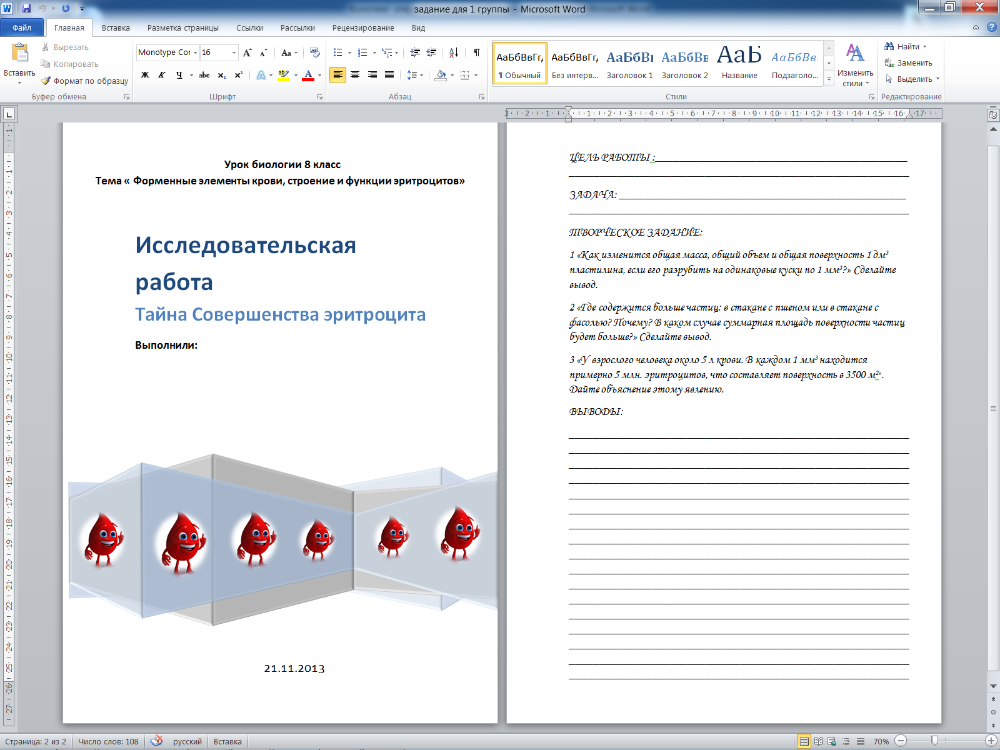 задание для 1 группы - Microsoft Word
Файл
Главная
Вставка
Разметка страницы
Ссылки
Рассылки
Рецензирование
Вид
Вставить
Вырезать
Копировать
Формат по образцу
Буфер обмена
Monotype Cor
16
Шрифт
Абзац
АаБбВвГг,
¶ Обычный
АаБбВвГг,
Без интерв...
АаБбВı
Заголовок 1
АаБбВв
Заголовок 2
АаБ
Название
АаБбВв.
Подзаголо...
Изменить
стили
Стили
Найти
Заменить
Выделить
Редактирование
Урок биологии 8 класс
Тема « Форменные элементы крови, строение и функции эритроцитов»
Исследовательская
работа
Тайна Совершенства эритроцита
Выполнили:
21.11.2013
ЦЕЛЬ РАБОТЫ :
ЗАДАЧА:
ТВОРЧЕСКОЕ ЗАДАНИЕ:
1 «Как изменится общая масса, общий объем и общая поверхность 1 дм³
пластилина, если его разрубить на одинаковые куски по 1 мм³?» Сделайте
вывод.
2 «Где содержится больше частиц: в стакане с пшеном или в стакане с
фасолью? Почему? В каком случае суммарная площадь поверхности частиц
будет больше?» Сделайте вывод.
3 «У взрослого человека около 5 л крови. В каждом 1 мм³ находится
примерно 5 млн. эритроцитов, что составляет поверхность в 3500 м²».
Дайте объяснение этому явлению.
ВЫВОДЫ:
Страница: 2 из 2
Число слов: 108
русский
Вставка
70%